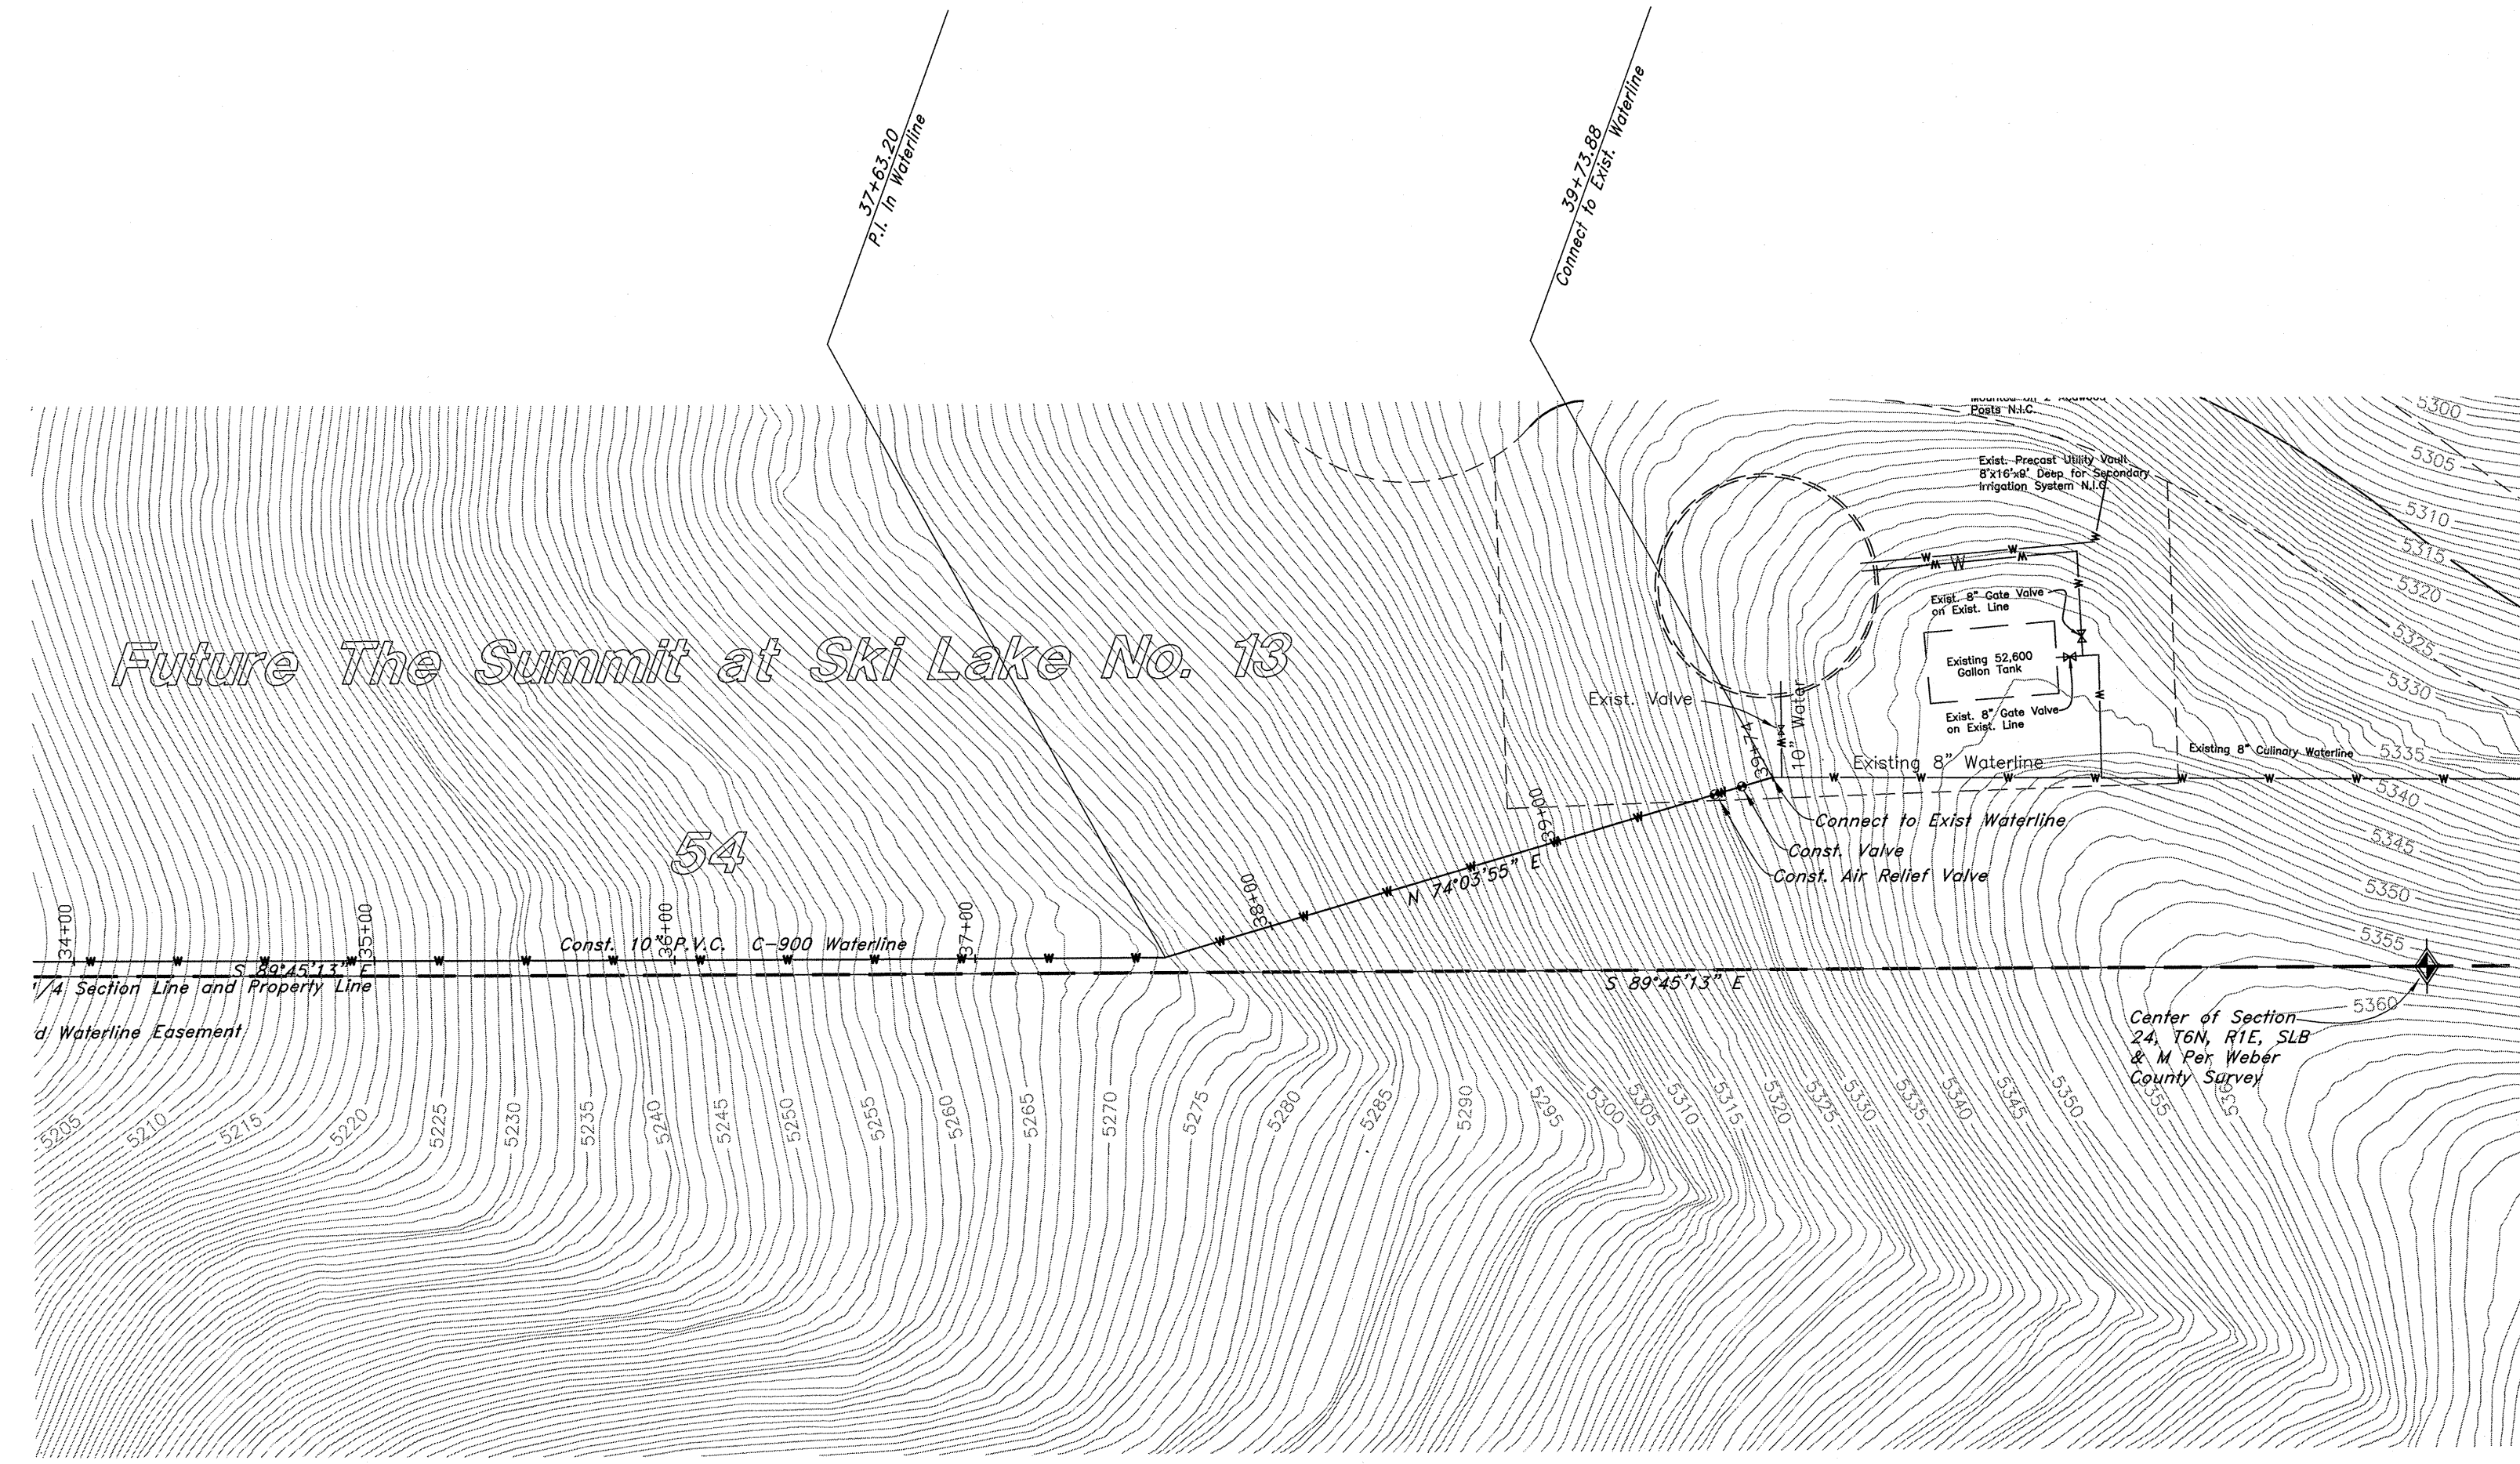 37+63.20
P.I. In Waterline
39+73.88
Connect to Exist. Waterline
Posts N.I.C.
Exist. Precast Utility Vault
8'x16'x9' Deep for Secondary
Irrigation System N.I.C.
5300
5305
5310
5315
5320
5325
5330
5335
5340
5345
5350
5355
5360
Exist. 8" Gate Valve
on Exist. Line
Existing 52,600
Gallon Tank
Exist. 8" Gate Valve
on Exist. Line
Future The Summit at Ski Lake No. 13
Exist. Valve
10" Water
39+74
Existing 8" Waterline
Existing 8" Culinary Waterline
Connect to Exist Waterline
Const. Valve
Const. Air Relief Valve
54
39+00
N 74°03'55" E
38+00
34+00
35+00
36+00
37+00
Const. 10" P.V.C. C-900 Waterline
S 89°45'13" E
1/4 Section Line and Property Line
S 89°45'13" E
d Waterline Easement
Center of Section
24, T6N, R1E, SLB
& M Per Weber
County Survey
5205
5210
5215
5220
5225
5230
5235
5240
5245
5250
5255
5260
5265
5270
5275
5280
5285
5290
5295
5300
5305
5310
5315
5320
5325
5330
5335
5340
5345
5350
5355
W W W W W W W W W W W W W
W W W W W W W
W W W W W W W W
W W W W W